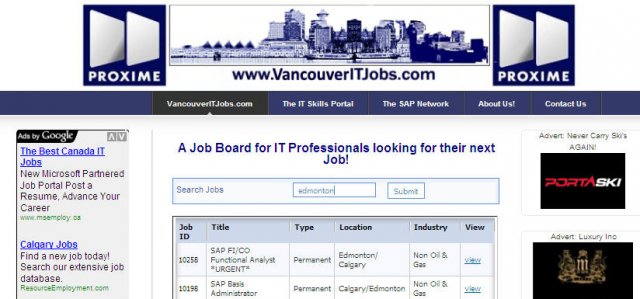 PROXIME
www.VancouverITJobs.com
PROXIME
VancouverITJobs.com
The IT Skills Portal
The SAP Network
About Us!
Contact Us
Ads by Google
The Best Canada IT
Jobs
New Microsoft Partnered
Job Portal Post a
Resume, Advance Your
Career
www.msemploy.ca
Calgary Jobs
Find a new job today!
Search our extensive job
database.
ResourceEmployment.com
A Job Board for IT Professionals looking for their next
Job!
Search Jobs edmonton Submit
Job ID Title Type Location Industry View
10258 SAP FI/CO Functional Analyst *URGENT* Permanent Edmonton/ Calgary Non Oil & Gas view
10198 SAP Basis Administrator Permanent Calgary/Edmonton Non Oil & Gas view
Advert: Never Carry Ski's
AGAIN!
PORTASKI
Advert: Luxury Inc